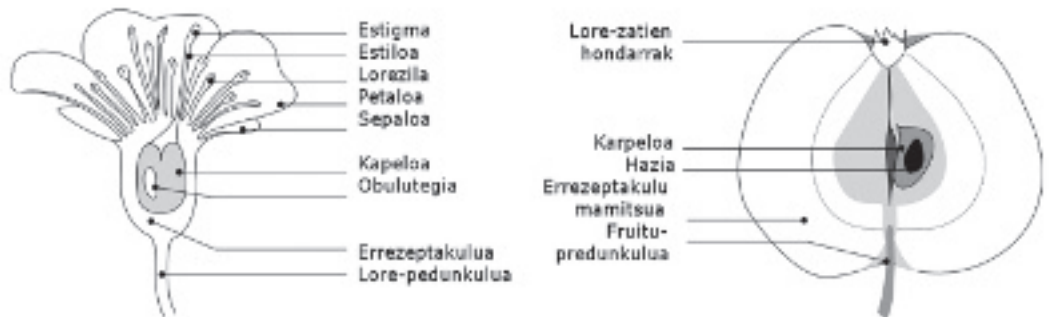 Estigma
Estiloa
Lorezila
Petaloa
Sepaloa
Kapeloa
Obulutegia
Errezeptakulua
Lore-pedunkulua
Lore-zatien
hondarrak
Karpeloa
Hazia
Errezeptakulu
mamitsua
Fruitu-
predunkulua